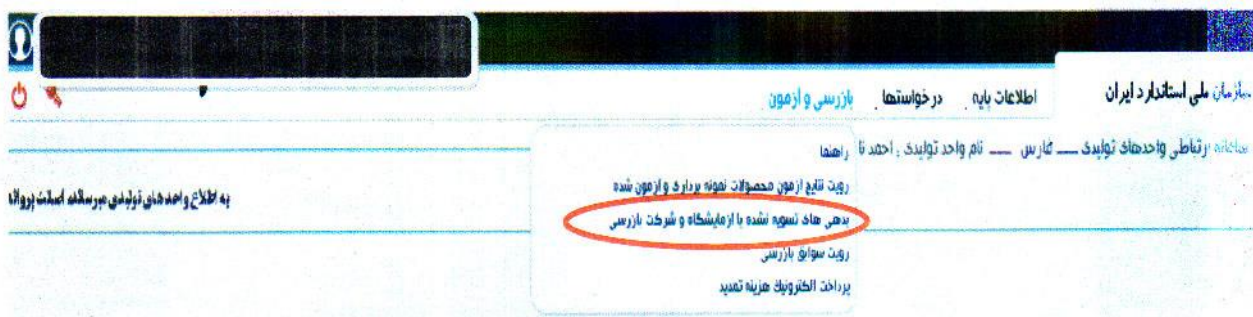 سازمان ملی استاندارد ایران
اطلاعات پایه
درخواستها
بازرسی و آزمون
سامانه ارتباطی واحدهای تولیدی — فارس — نام واحد تولیدی : احمد نا
راهنما
رویت نتایج آزمون محصولات نمونه برداری و آزمون شده
بدهی های تسویه نشده با آزمایشگاه و شرکت بازرسی
رویت سوابق بازرسی
پرداخت الکترونیک هزینه تمدید
به اطلاع واحدهای تولیدی میرساند اصالت پروانه